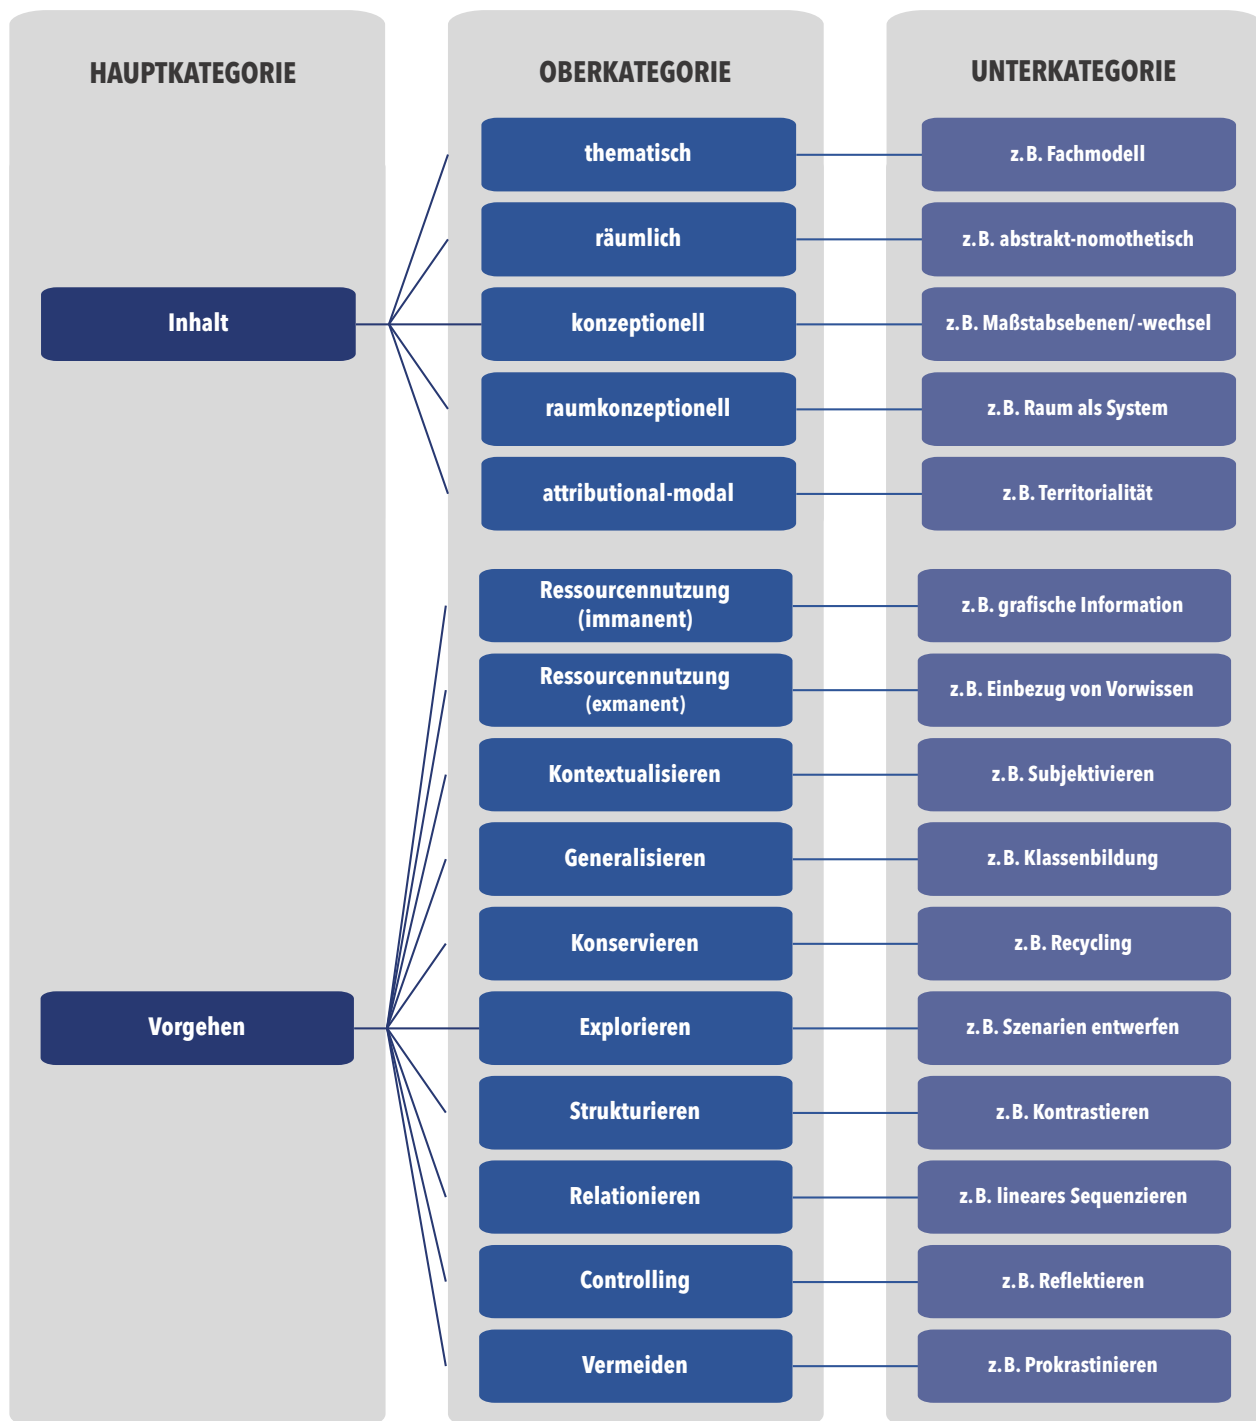 HAUPTKATEGORIE
OBERKATEGORIE
UNTERKATEGORIE
Inhalt
thematisch
z.B. Fachmodell
räumlich
z.B. abstrakt-nomothetisch
konzeptionell
z.B. Maßstabsebenen/-wechsel
raumkonzeptionell
z.B. Raum als System
attributional-modal
z.B. Territorialität
Vorgehen
Ressourcennutzung
(immanent)
z.B. grafische Information
Ressourcennutzung
(exmanent)
z.B. Einbezug von Vorwissen
Kontextualisieren
z.B. Subjektivieren
Generalisieren
z.B. Klassenbildung
Konservieren
z.B. Recycling
Explorieren
z.B. Szenarien entwerfen
Strukturieren
z.B. Kontrastieren
Relationieren
z.B. lineares Sequenzieren
Controlling
z.B. Reflektieren
Vermeiden
z.B. Prokrastinieren